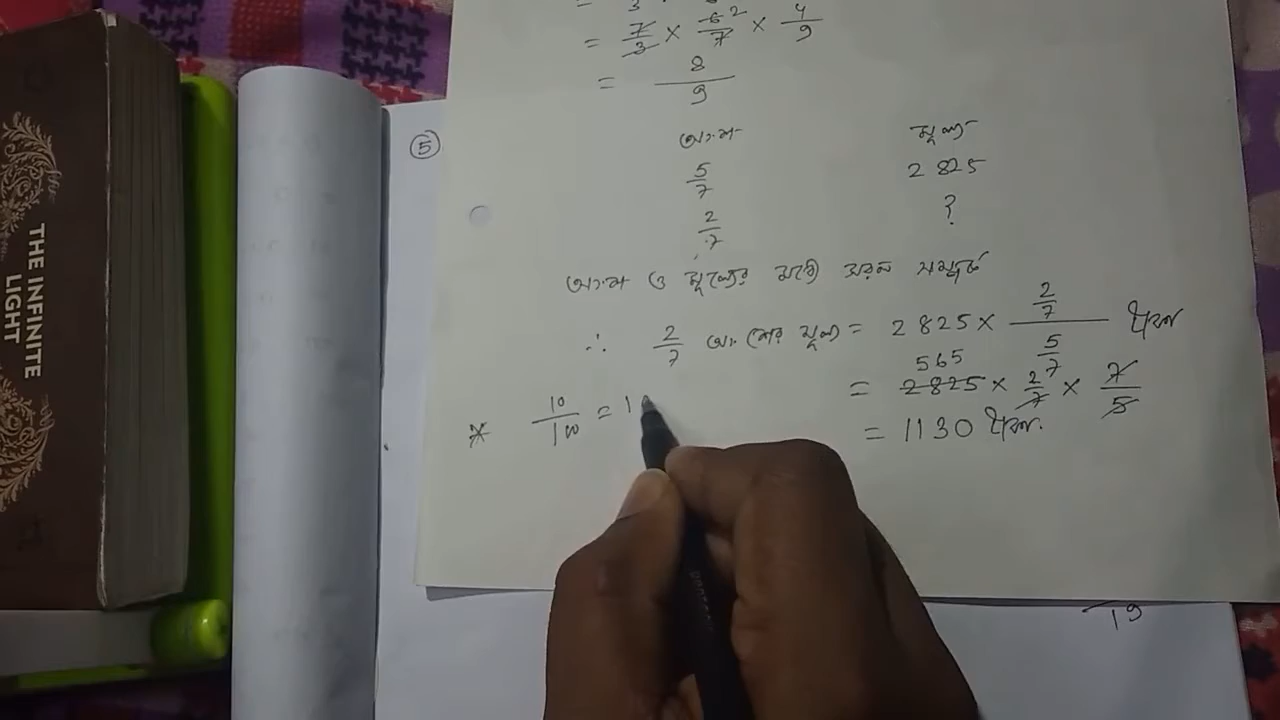 = 7/3 × 6/7 2 × 4/9
= 8/9
⑤ অংশ মূল্য
5/7 2825
2/7 ?
অংশ ও মূল্যের মধ্যে সরল সম্পর্ক
∴ 2/7 অংশের মূল্য = 2825 × 2/7 / 5/7 টাকা
565
= 2825 × 2/7 × 7/5
= 1130 টাকা.
* 10/100 = 10
19
THE INFINITE
LIGHT